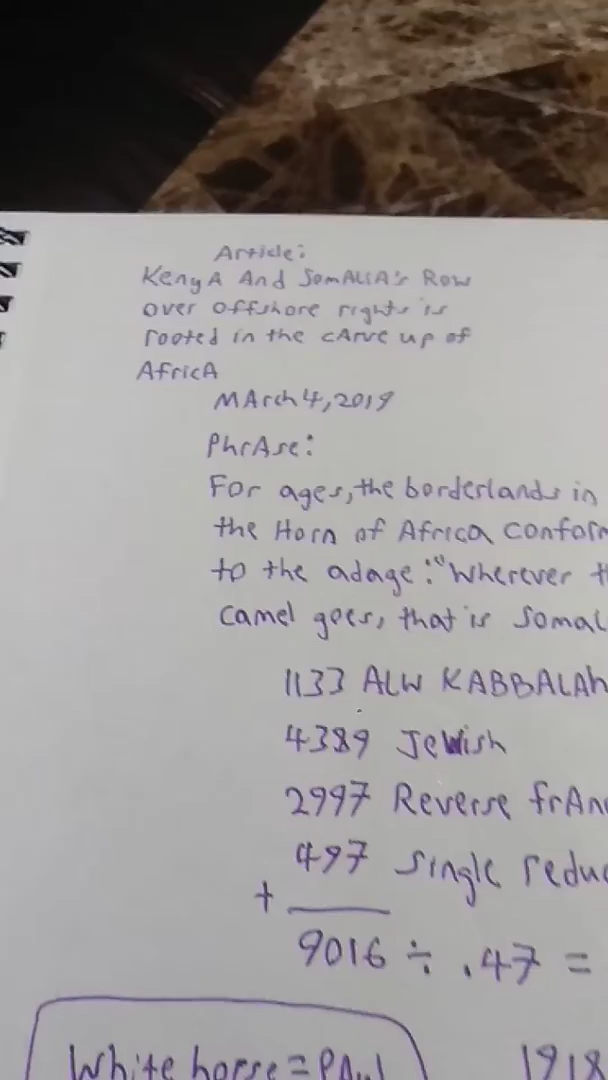 Article:
KenyA And SomALIA's Row
over offshore rights is
rooted in the cArve up of
AfricA
MArch 4, 2019
PhrAse:
For ages, the borderlands in
the Horn of Africa conform
to the adage: "Wherever th
camel goes, that is Somal
1133 ALW KABBALAh
4389 Jewish
2997 Reverse frAn
497 Single reduc
+
9016 ÷ .47 =
White horse = PAul
1918